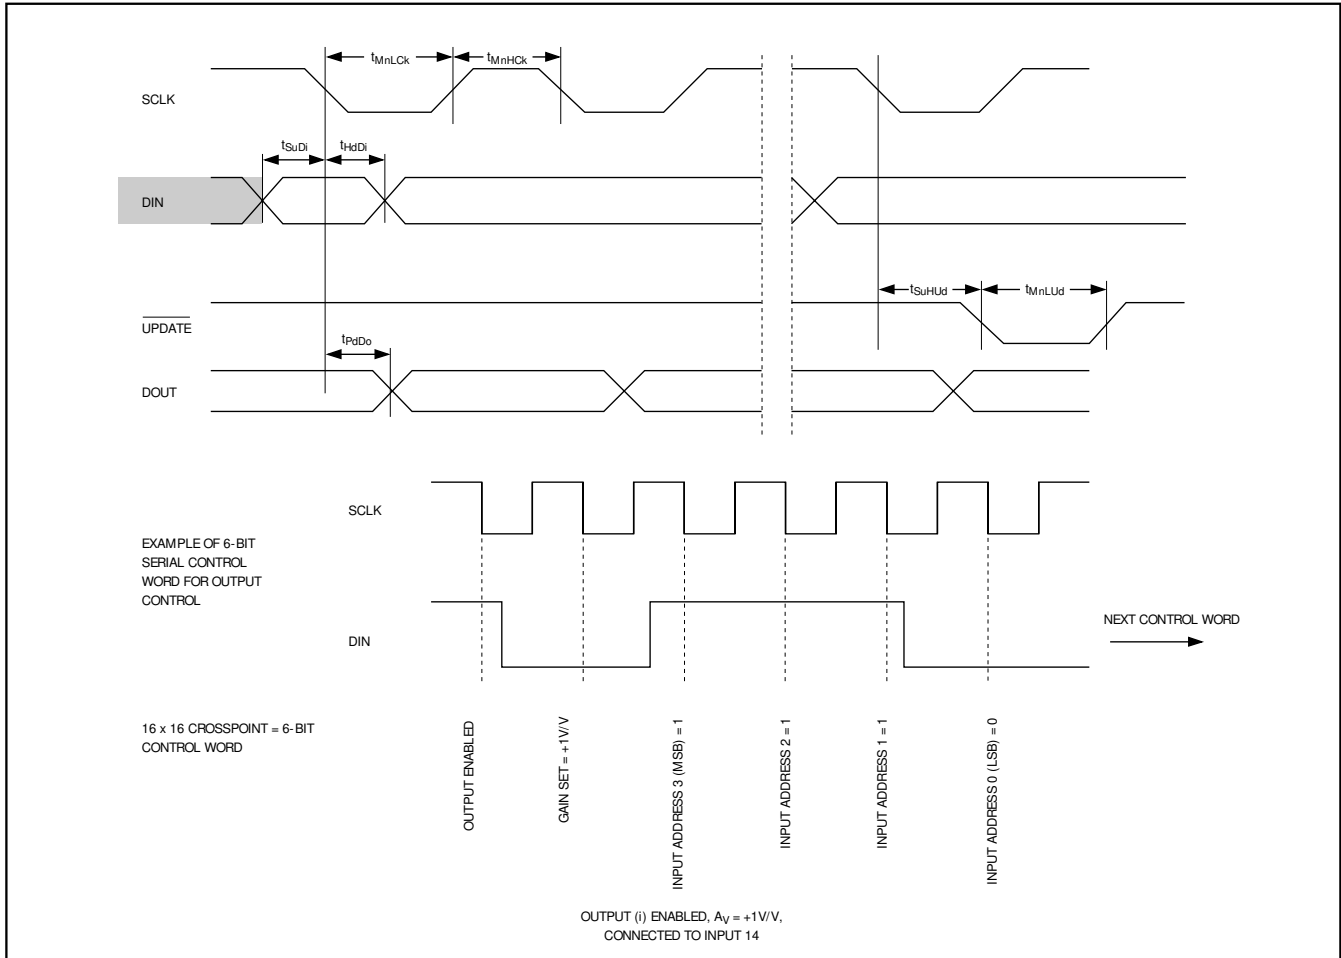 tMnLCk
tMnHCk
SCLK
tSuDi
tHdDi
DIN
tSuHUd
tMnLUd
UPDATE
tPdDo
DOUT
SCLK
EXAMPLE OF 6-BIT
SERIAL CONTROL
WORD FOR OUTPUT
CONTROL
DIN
NEXT CONTROL WORD
16 x 16 CROSSPOINT = 6-BIT
CONTROL WORD
OUTPUT ENABLED
GAIN SET = +1V/V
INPUT ADDRESS 3 (MSB) = 1
INPUT ADDRESS 2 = 1
INPUT ADDRESS 1 = 1
INPUT ADDRESS 0 (LSB) = 0
OUTPUT (i) ENABLED, AV = +1V/V,
CONNECTED TO INPUT 14